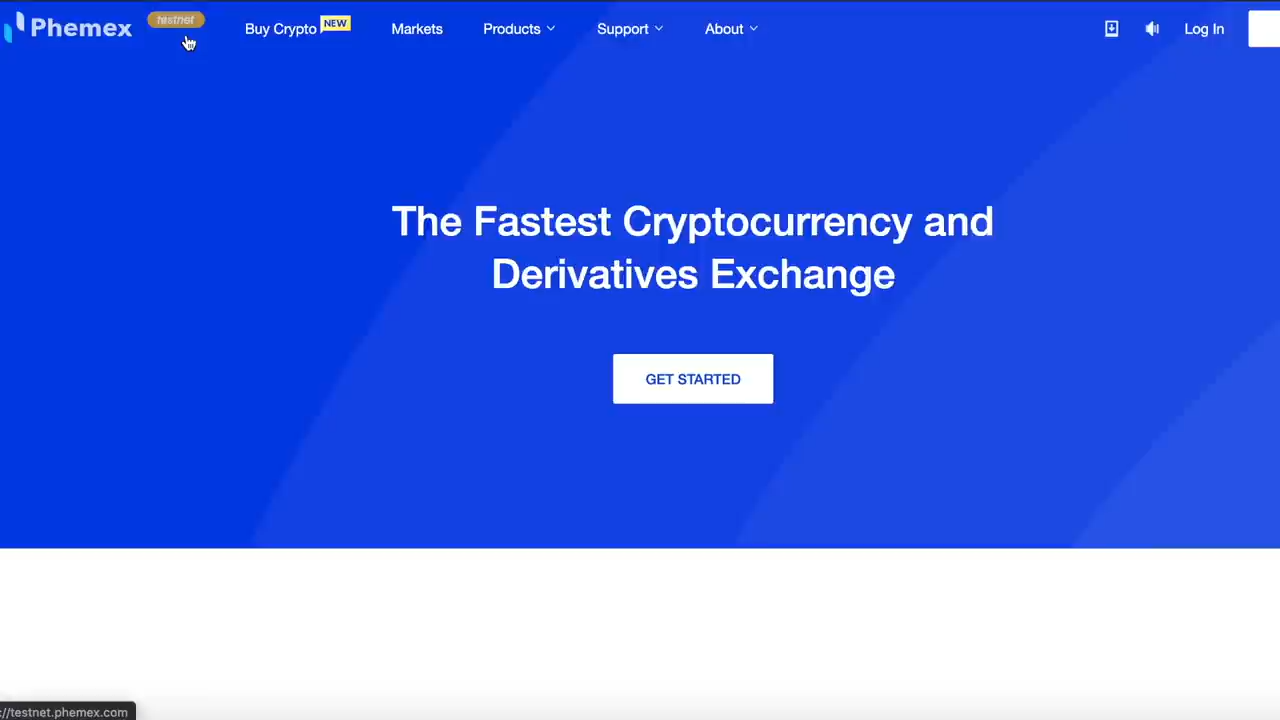 Phemex
testnet
Buy Crypto NEW
Markets
Products
Support
About
Log In
The Fastest Cryptocurrency and
Derivatives Exchange
GET STARTED
://testnet.phemex.com